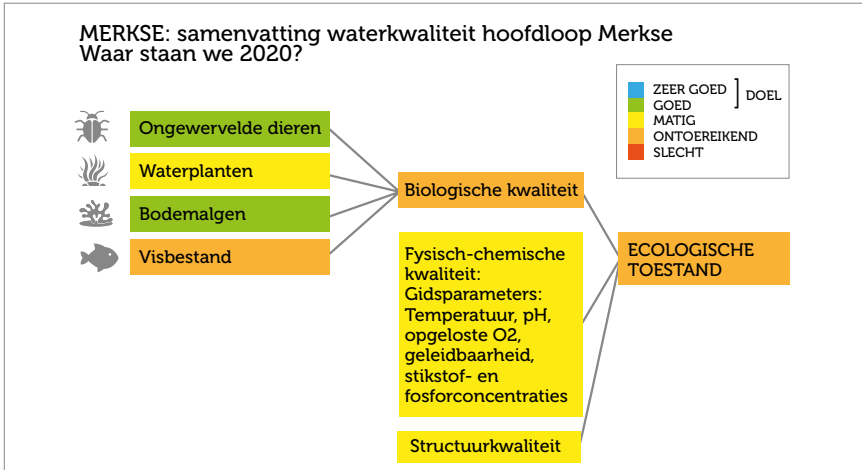 MERKSE: samenvatting waterkwaliteit hoofdloop Merkse
Waar staan we 2020?
ZEER GOED
GOED
DOEL
MATIG
ONTOEREIKEND
SLECHT
Ongewervelde dieren
Waterplanten
Bodemalgen
Visbestand
Biologische kwaliteit
Fysisch-chemische
kwaliteit:
Gidsparameters:
Temperatuur, pH,
opgeloste O2,
geleidbaarheid,
stikstof- en
fosforconcentraties
Structuurkwaliteit
ECOLOGISCHE
TOESTAND